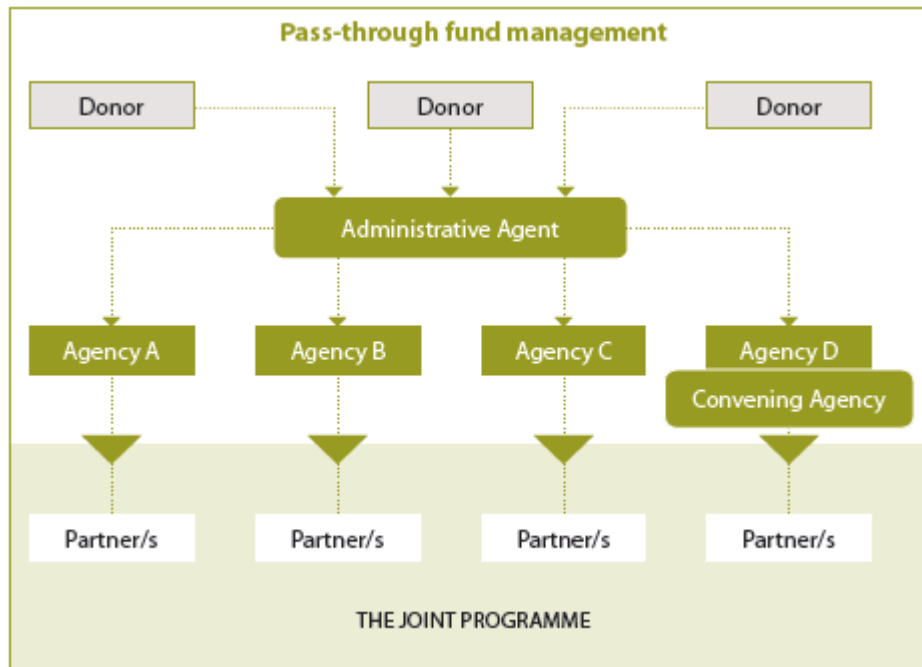 Pass-through fund management
Donor
Donor
Donor
Administrative Agent
Agency A
Agency B
Agency C
Agency D
Convening Agency
Partner/s
Partner/s
Partner/s
Partner/s
THE JOINT PROGRAMME